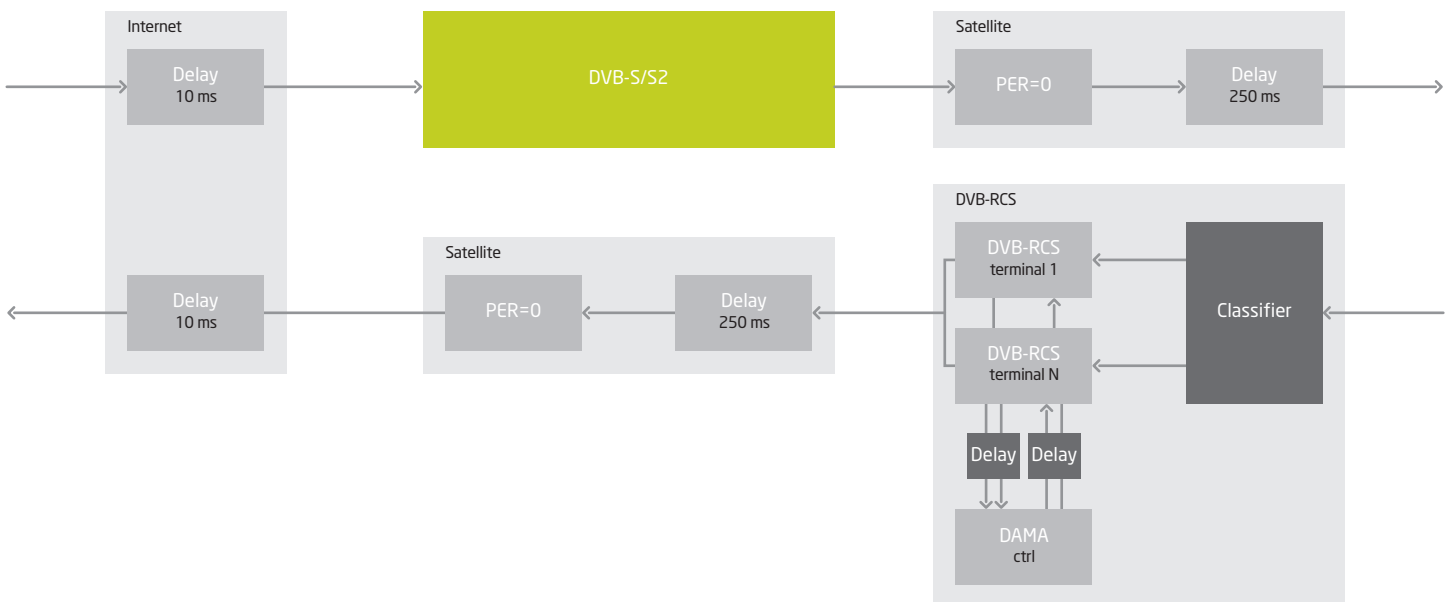 Internet
Delay
10 ms
DVB-S/S2
Satellite
PER=0
Delay
250 ms
Delay
10 ms
Satellite
PER=0
Delay
250 ms
DVB-RCS
DVB-RCS
terminal 1
DVB-RCS
terminal N
Classifier
Delay
Delay
DAMA
ctrl